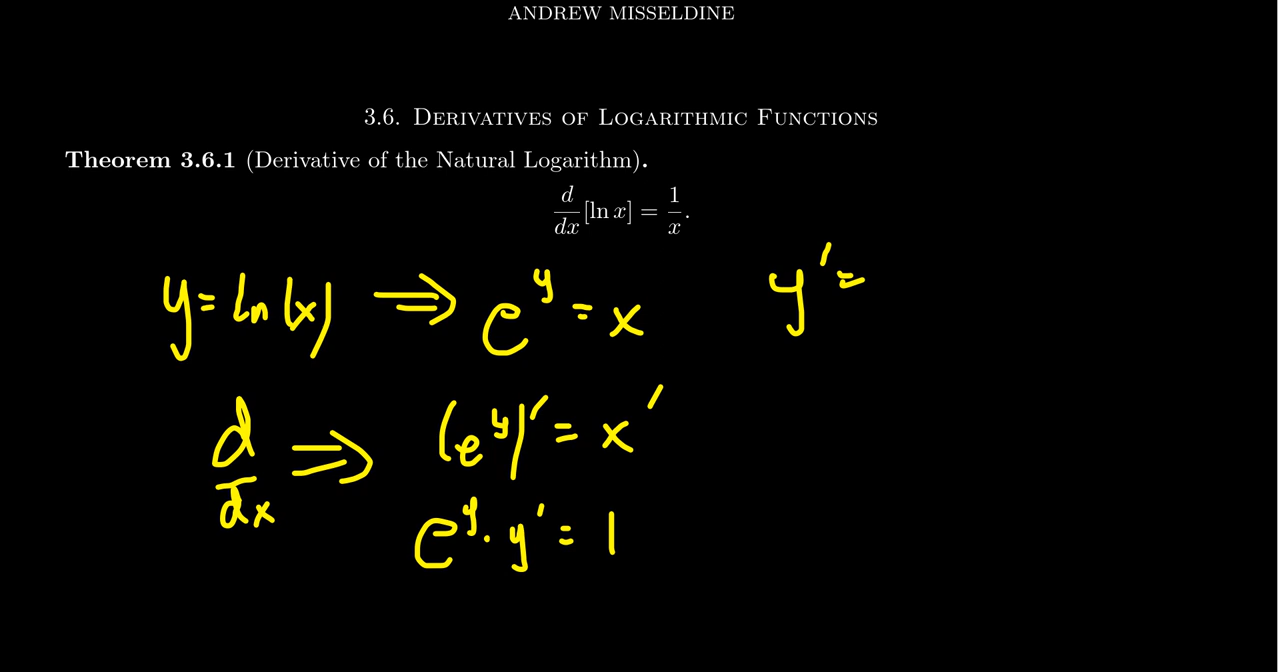 ANDREW MISSELDINE
3.6. DERIVATIVES OF LOGARITHMIC FUNCTIONS
Theorem 3.6.1 (Derivative of the Natural Logarithm).
d/dx [ln x] = 1/x.
y = ln(x) ⟹ e^y = x y' =
d/dx ⟹ (e^y)' = x'
e^y · y' = 1